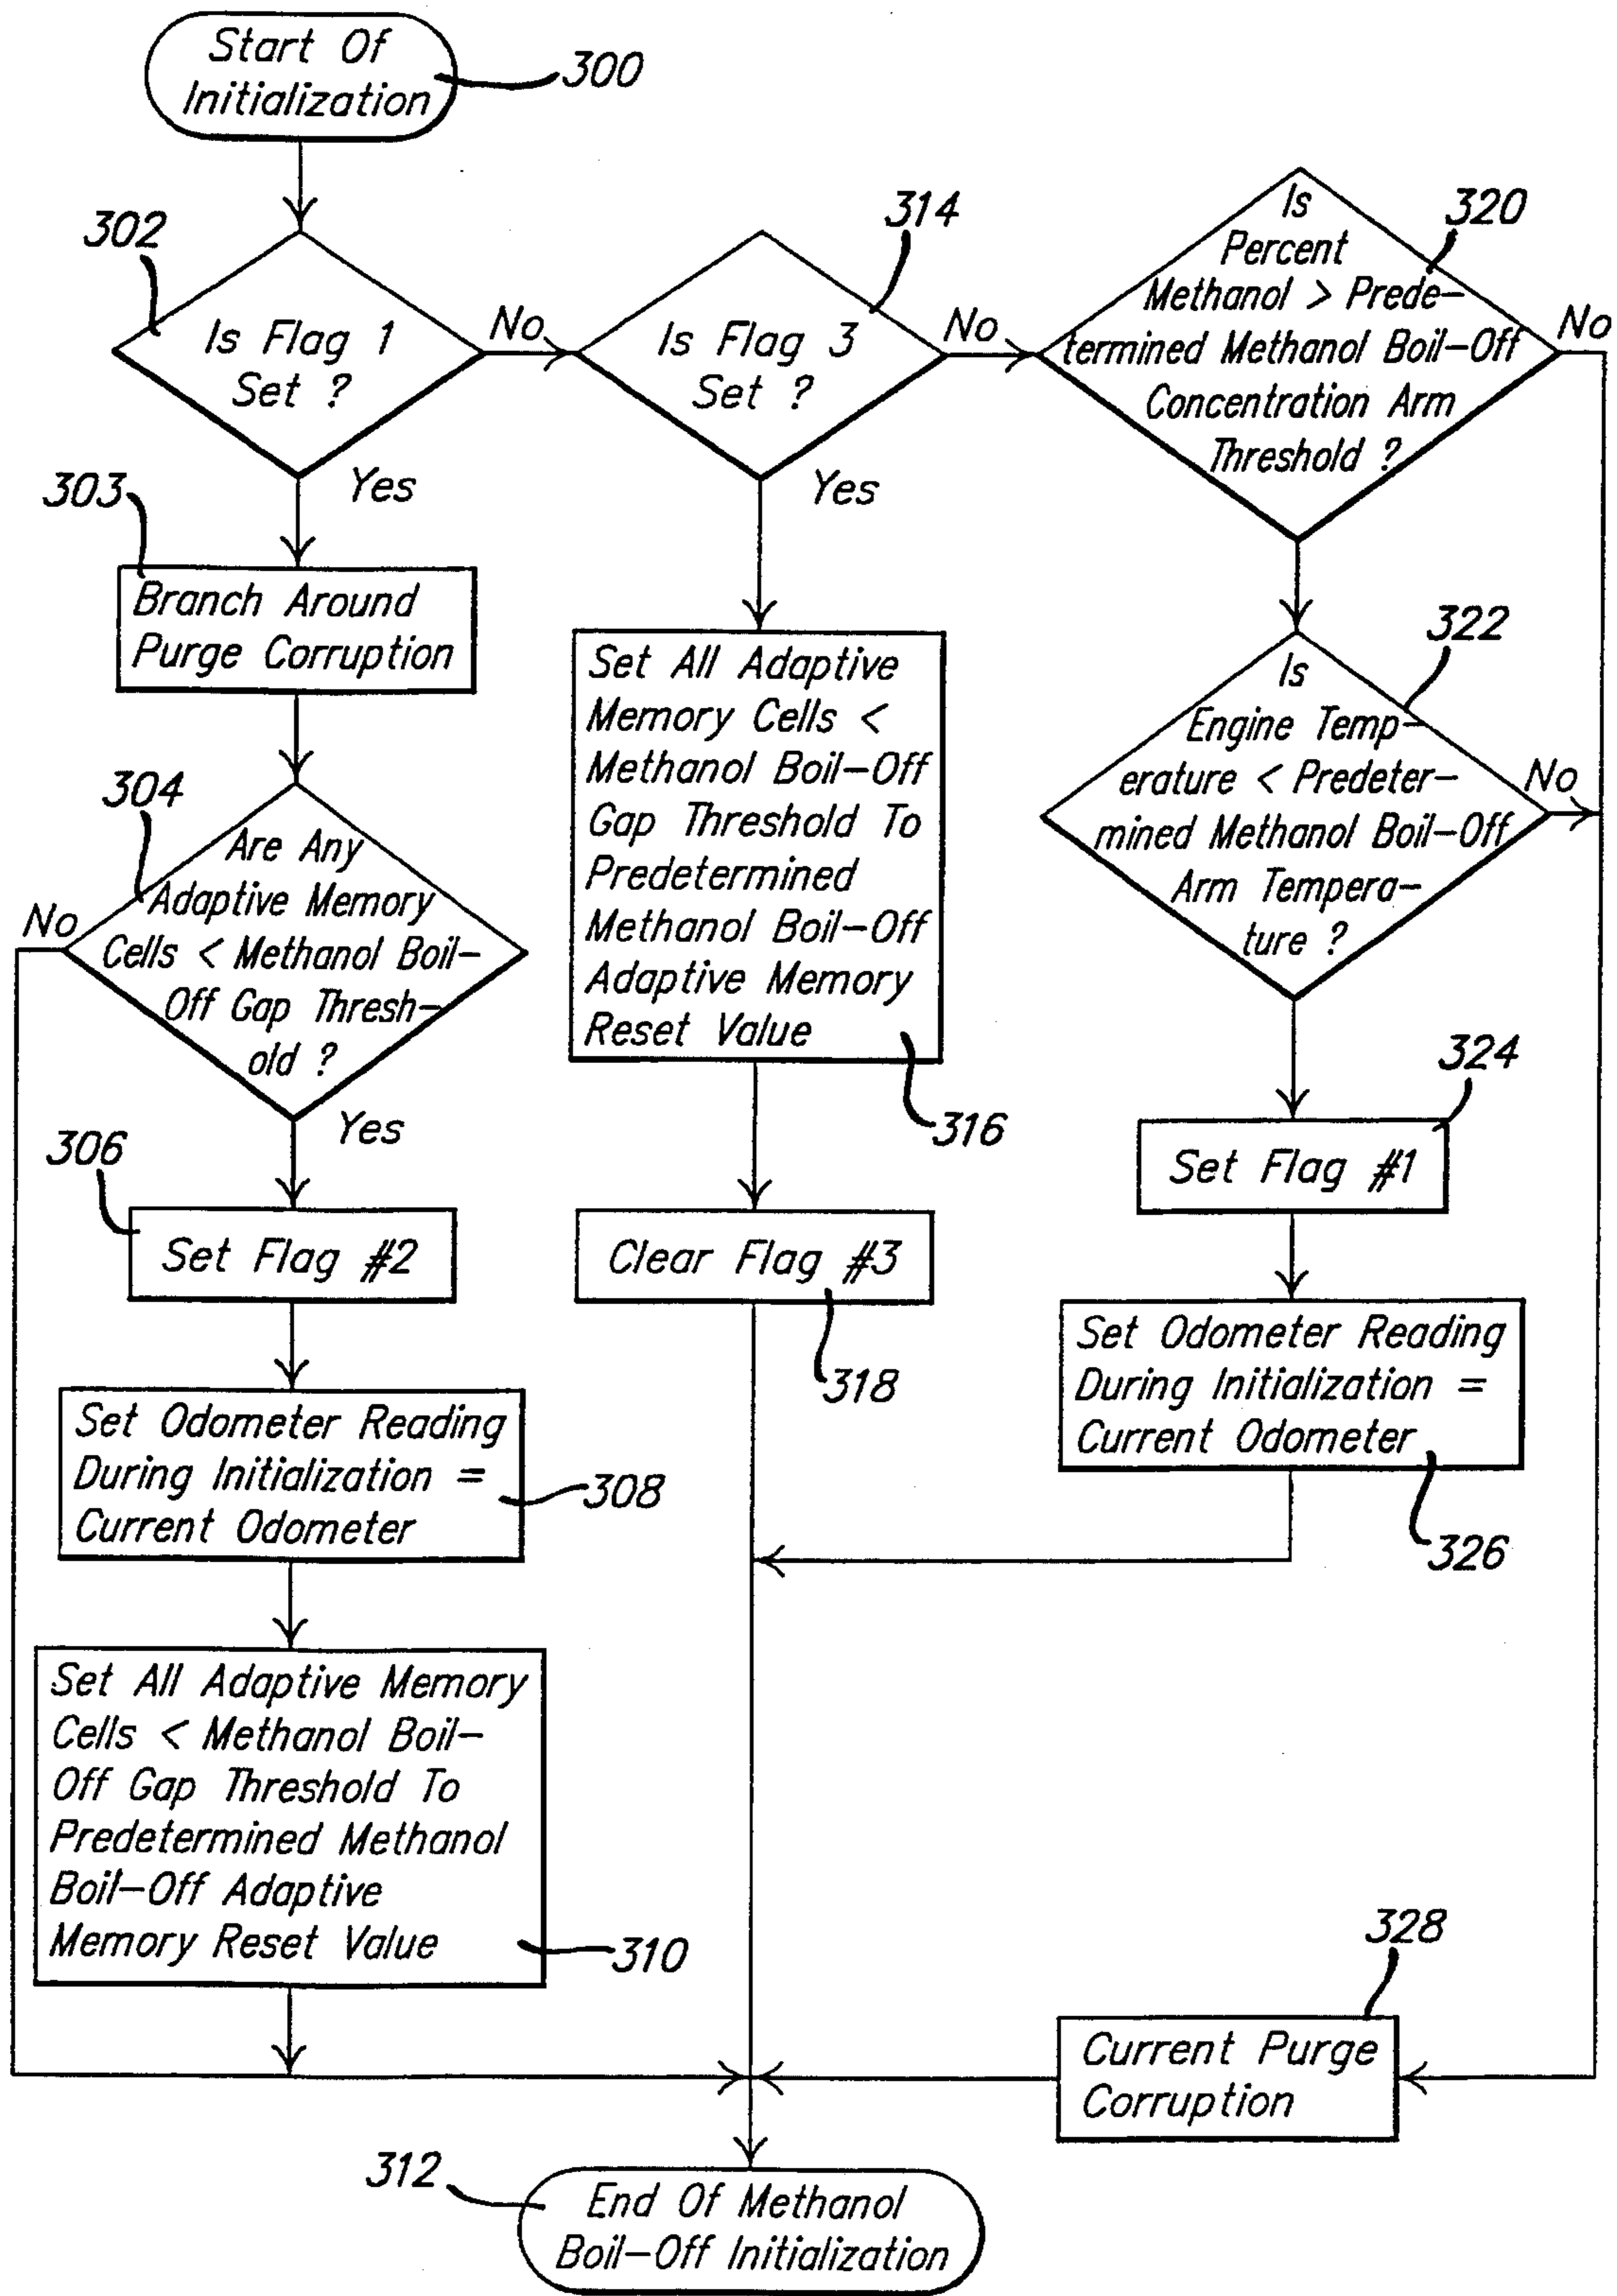 Start Of
Initialization
300
302
Is Flag 1
Set ?
No
Yes
303
Branch Around
Purge Corruption
304
Are Any
Adaptive Memory
Cells < Methanol Boil-
Off Gap Thresh-
old ?
No
Yes
306
Set Flag #2
Set Odometer Reading
During Initialization =
Current Odometer
308
Set All Adaptive Memory
Cells < Methanol Boil-
Off Gap Threshold To
Predetermined Methanol
Boil-Off Adaptive
Memory Reset Value
310
314
Is Flag 3
Set ?
No
Yes
Set All Adaptive
Memory Cells <
Methanol Boil-Off
Gap Threshold To
Predetermined
Methanol Boil-Off
Adaptive Memory
Reset Value
316
Clear Flag #3
318
320
Is
Percent
Methanol > Prede-
termined Methanol Boil-Off
Concentration Arm
Threshold ?
No
322
Is
Engine Temp-
erature < Predeter-
mined Methanol Boil-Off
Arm Tempera-
ture ?
No
324
Set Flag #1
Set Odometer Reading
During Initialization =
Current Odometer
326
328
Current Purge
Corruption
312
End Of Methanol
Boil-Off Initialization